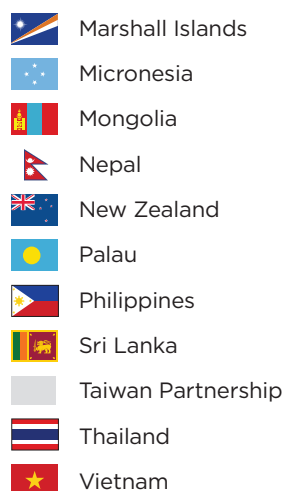 Marshall Islands
Micronesia
Mongolia
Nepal
New Zealand
Palau
Philippines
Sri Lanka
Taiwan Partnership
Thailand
Vietnam